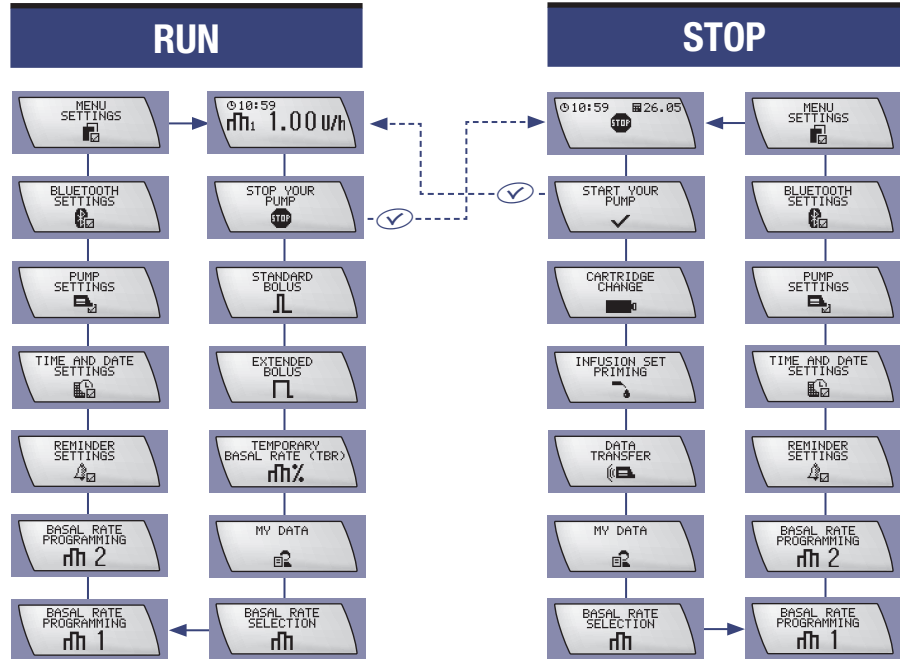 RUN
MENU
SETTINGS
BLUETOOTH
SETTINGS
PUMP
SETTINGS
TIME AND DATE
SETTINGS
REMINDER
SETTINGS
BASAL RATE
PROGRAMMING
2
BASAL RATE
PROGRAMMING
1
10:59
1 1.00 U/h
STOP YOUR
PUMP
STOP
STANDARD
BOLUS
EXTENDED
BOLUS
TEMPORARY
BASAL RATE (TBR)
%
MY DATA
BASAL RATE
SELECTION
STOP
10:59 26.05
STOP
START YOUR
PUMP
CARTRIDGE
CHANGE
INFUSION SET
PRIMING
DATA
TRANSFER
MY DATA
BASAL RATE
SELECTION
MENU
SETTINGS
BLUETOOTH
SETTINGS
PUMP
SETTINGS
TIME AND DATE
SETTINGS
REMINDER
SETTINGS
BASAL RATE
PROGRAMMING
2
BASAL RATE
PROGRAMMING
1